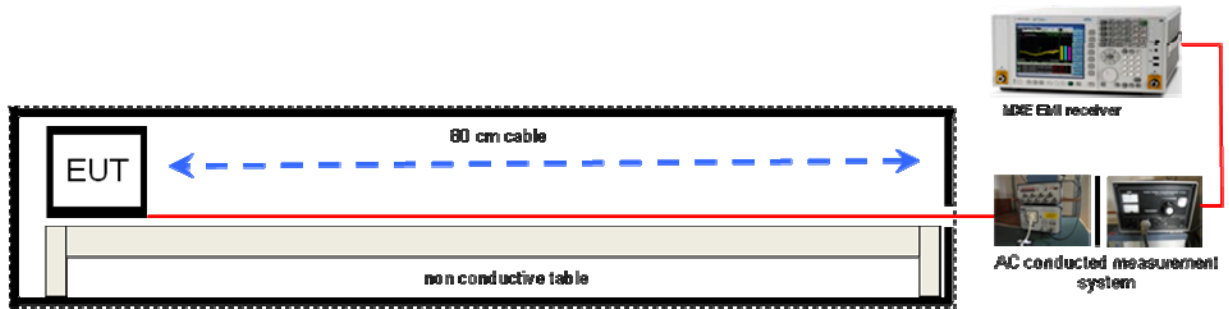 80 cm cable
MXE EMI receiver
EUT
AC conducted measurement
system
non conductive table